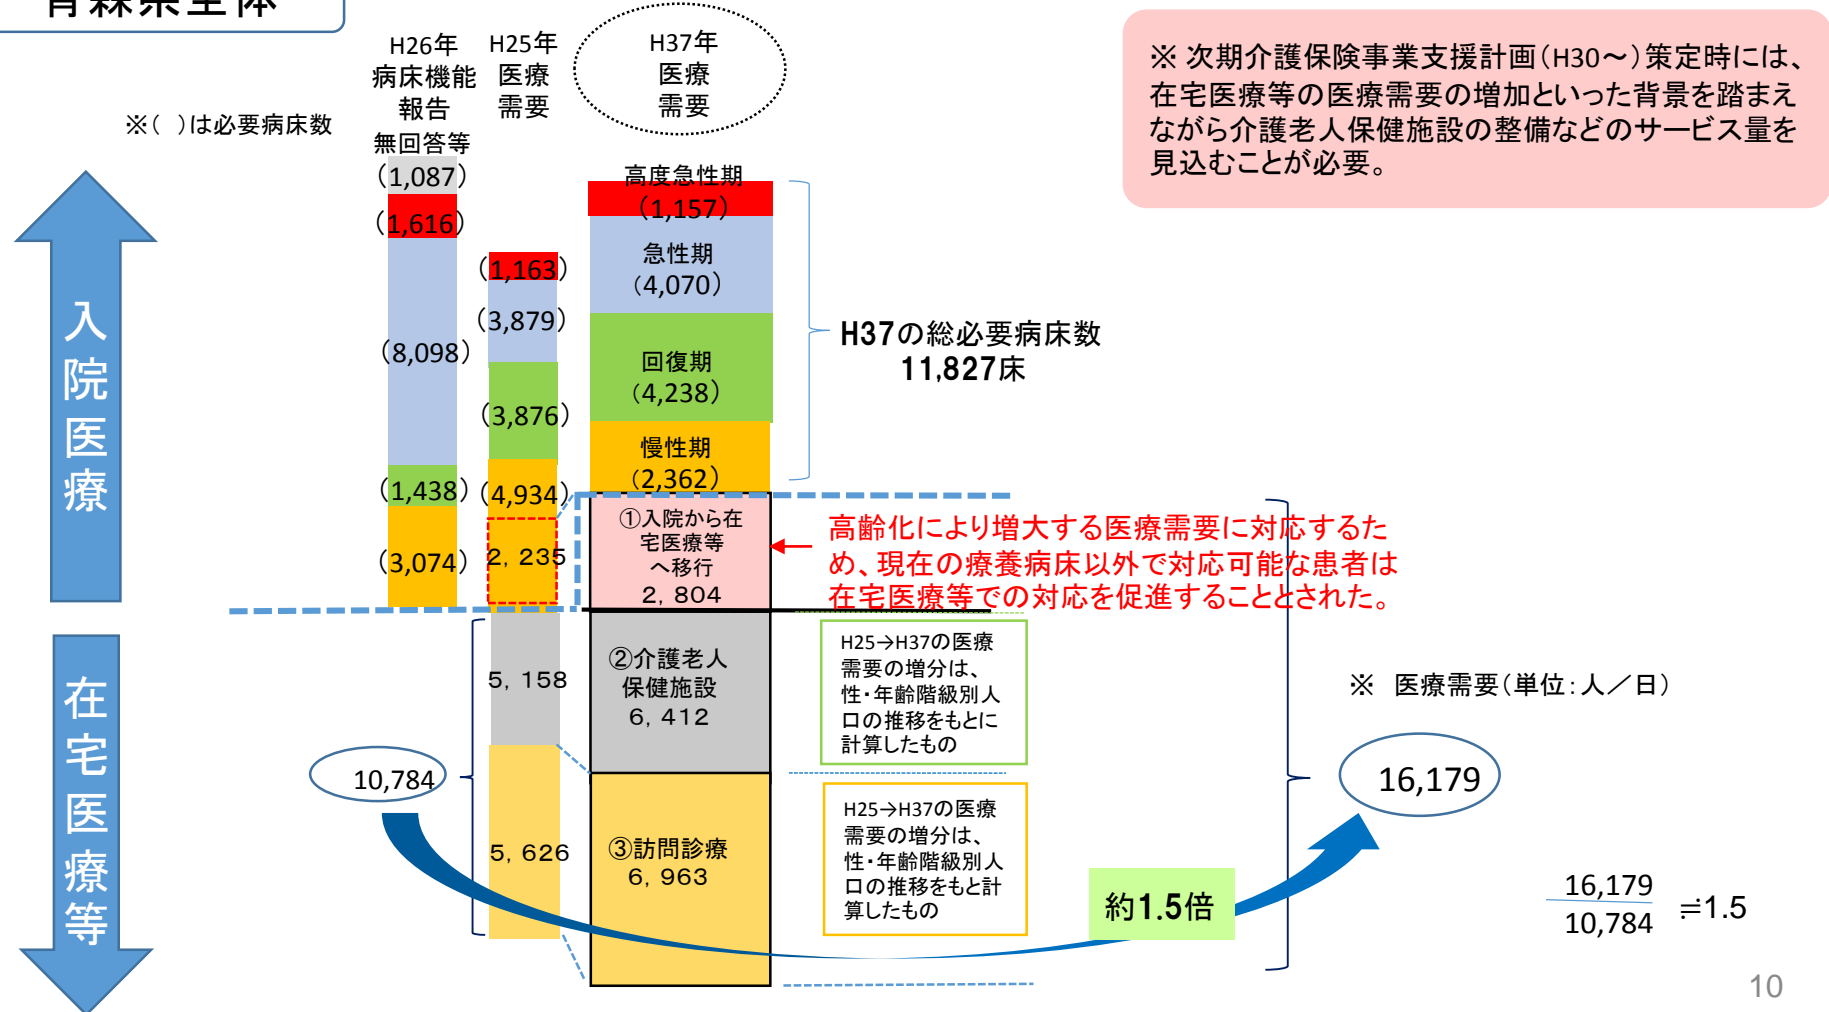 青森県全体
※(　)は必要病床数
H26年
病床機能
報告
無回答等
(1,087)
(1,616)
(8,098)
(1,438)
(3,074)
H25年
医療
需要
(1,163)
(3,879)
(3,876)
(4,934)
2，235
5，158
5，626
H37年
医療
需要
高度急性期
(1,157)
急性期
(4,070)
回復期
(4,238)
慢性期
(2,362)
①入院から在
宅医療等
へ移行
2，804
②介護老人
保健施設
6，412
③訪問診療
6，963
※ 次期介護保険事業支援計画(H30～)策定時には、
在宅医療等の医療需要の増加といった背景を踏まえ
ながら介護老人保健施設の整備などのサービス量を
見込むことが必要。
H37の総必要病床数
11,827床
高齢化により増大する医療需要に対応するた
め、現在の療養病床以外で対応可能な患者は
在宅医療等での対応を促進することとされた。
H25→H37の医療
需要の増分は、
性・年齢階級別人
口の推移をもとに
計算したもの
H25→H37の医療
需要の増分は、
性・年齢階級別人
口の推移をもと計
算したもの
入院医療
在宅医療等
10,784
約1.5倍
※ 医療需要(単位：人／日)
16,179
16,179
10,784
≒1.5
10